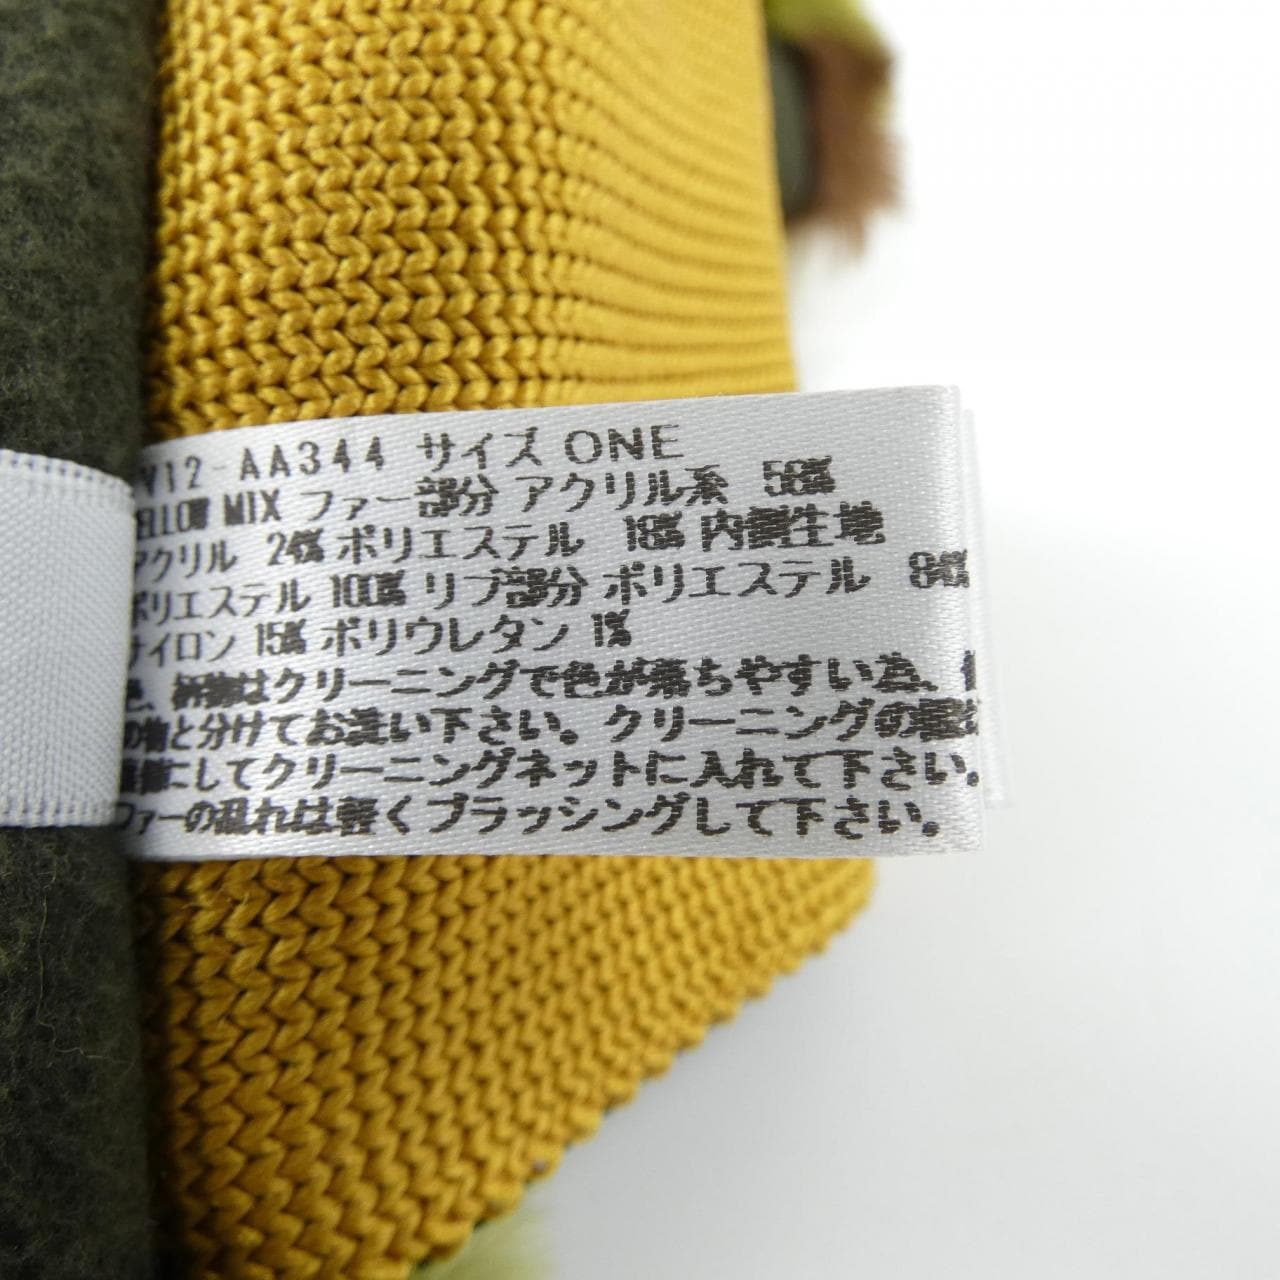 V12-AA344 サイズ ONE
ELLOW MIX ファー部分 アクリル系 58%
アクリル 24% ポリエステル 18% 内側生地
ポリエステル 100% リブ部分 ポリエステル 84%
ナイロン 15% ポリウレタン 1%
色、柄物はクリーニングで色が落ちやすい為、
の物と分けてお洗い下さい。クリーニングの際は
にしてクリーニングネットに入れて下さい。
ファーの乱れは軽くブラッシングして下さい。